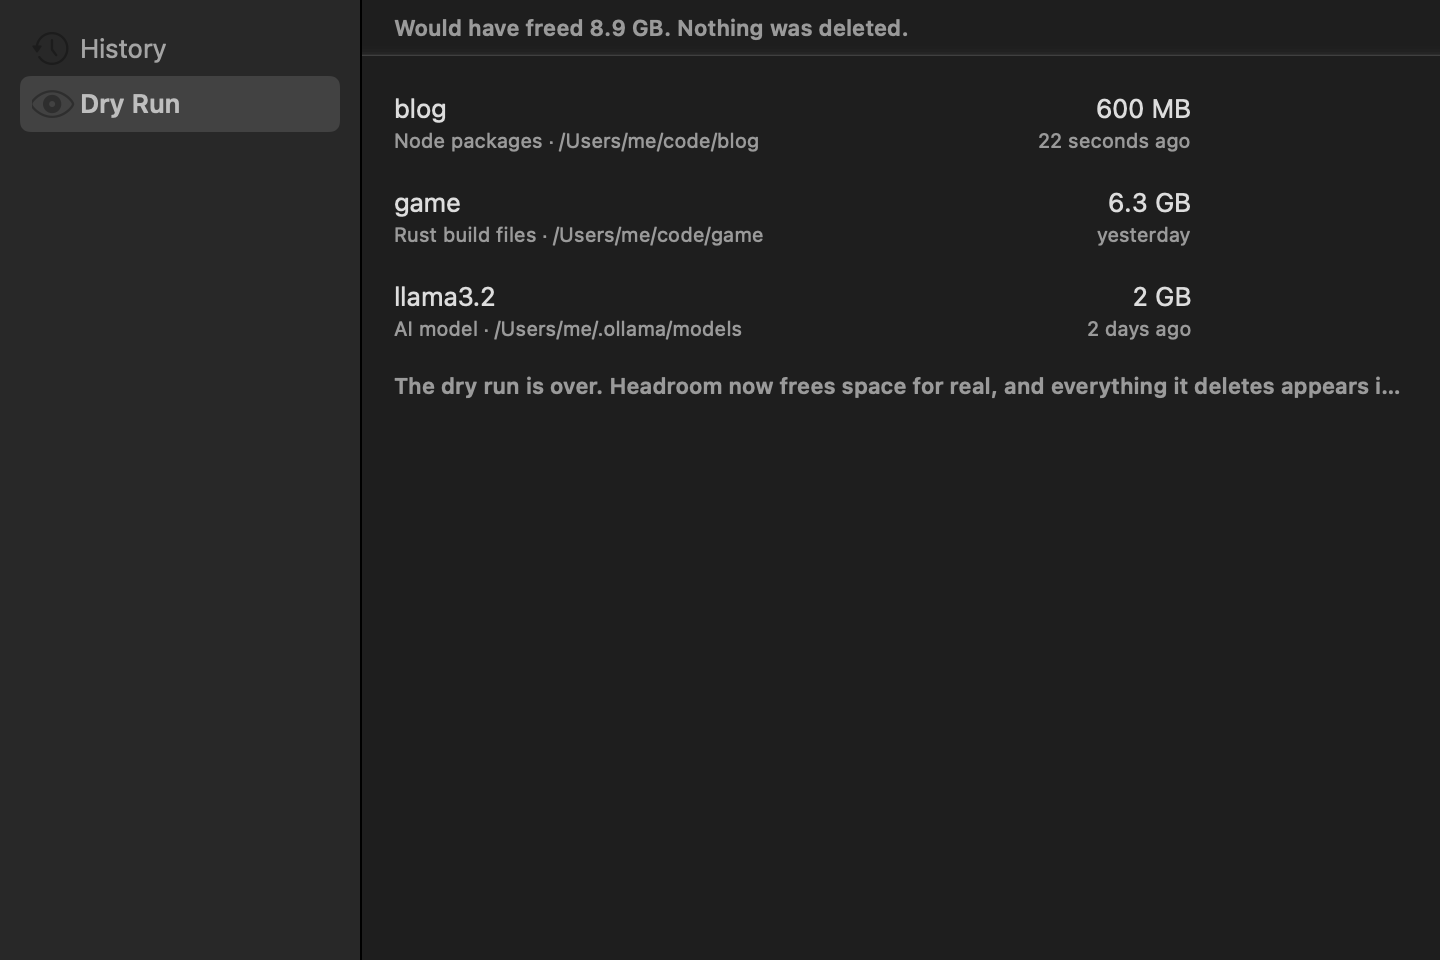 History
Dry Run
Would have freed 8.9 GB. Nothing was deleted.
blog
600 MB
Node packages · /Users/me/code/blog
22 seconds ago
game
6.3 GB
Rust build files · /Users/me/code/game
yesterday
llama3.2
2 GB
AI model · /Users/me/.ollama/models
2 days ago
The dry run is over. Headroom now frees space for real, and everything it deletes appears i...